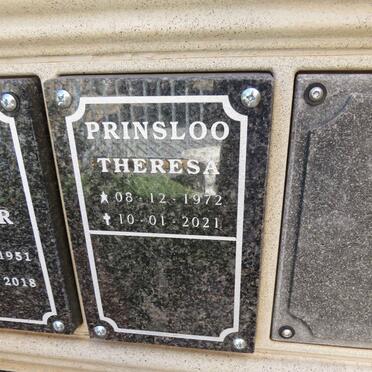 PRINSLOO
THERESA
★ 08 - 12 - 1972
✝ 10 - 01 - 2021
R
1951
2018